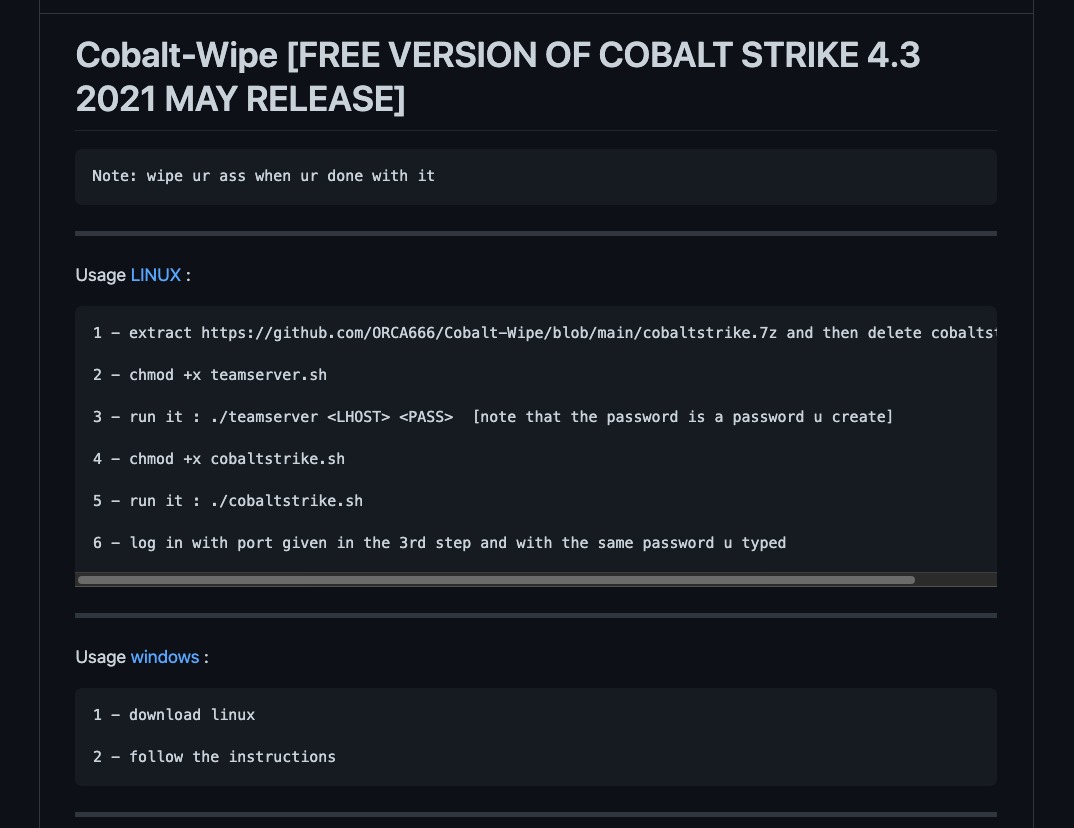 Cobalt-Wipe [FREE VERSION OF COBALT STRIKE 4.3
2021 MAY RELEASE]
Note: wipe ur ass when ur done with it
Usage LINUX :
1 – extract https://github.com/ORCA666/Cobalt-Wipe/blob/main/cobaltstrike.7z and then delete
2 – chmod +x teamserver.sh
3 – run it : ./teamserver <LHOST> <PASS>  [note that the password is a password u create]
4 – chmod +x cobaltstrike.sh
5 – run it : ./cobaltstrike.sh
6 – log in with port given in the 3rd step and with the same password u typed
Usage windows :
1 – download linux
2 – follow the instructions